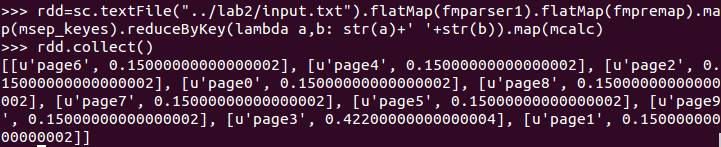 >>> rdd=sc.textFile("../lab2/input.txt").flatMap(fmparser1).flatMap(fmpremap).ma
p(msep_keyes).reduceByKey(lambda a,b: str(a)+' '+str(b)).map(mcalc)
>>> rdd.collect()
[[u'page6', 0.15000000000000002], [u'page4', 0.15000000000000002], [u'page2', 0.
15000000000000002], [u'page0', 0.15000000000000002], [u'page8', 0.15000000000000
002], [u'page7', 0.15000000000000002], [u'page5', 0.15000000000000002], [u'page9
', 0.15000000000000002], [u'page3', 0.42200000000000004], [u'page1', 0.150000000
00000002]]